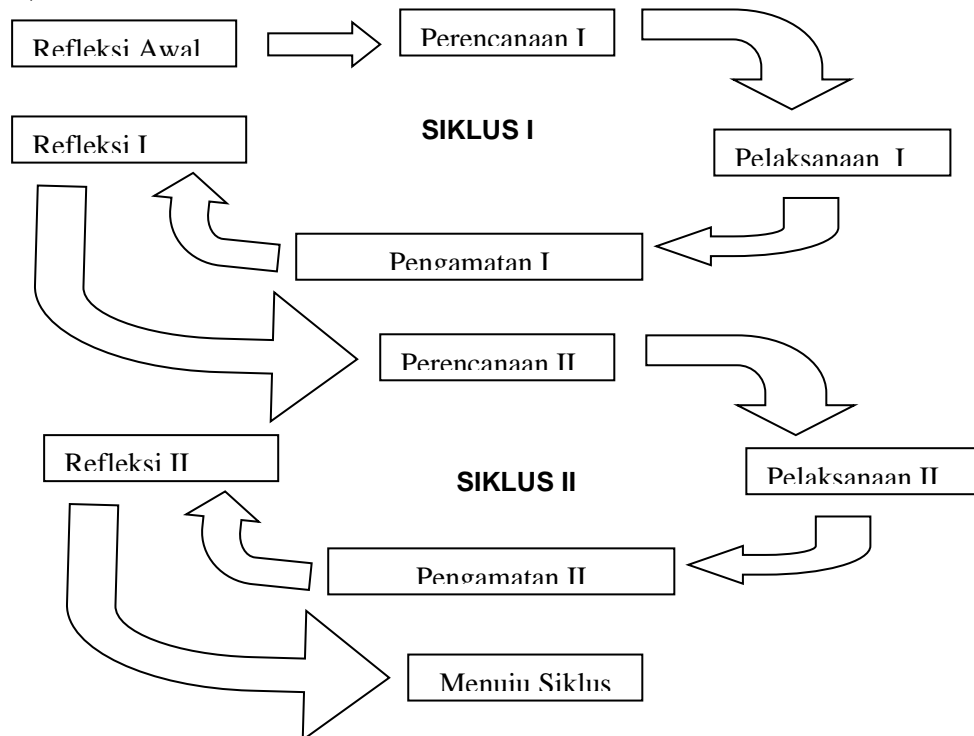 Refleksi Awal
Perencanaan I
SIKLUS I
Refleksi I
Pelaksanaan I
Pengamatan I
Perencanaan II
Refleksi II
SIKLUS II
Pelaksanaan II
Pengamatan II
Menuju Siklus